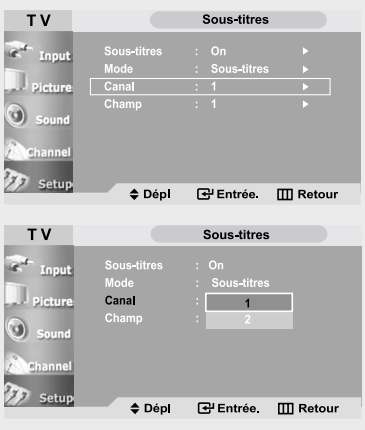 TV Sous-titres
Input
Picture
Sound
Channel
Setup
Sous-titres : On ►
Mode : Sous-titres ►
Canal : 1 ►
Champ : 1 ►
Dépl Entrée. Retour
TV Sous-titres
Input
Picture
Sound
Channel
Setup
Sous-titres : On
Mode : Sous-titres
Canal : 1
Champ : 2
Dépl Entrée. Retour